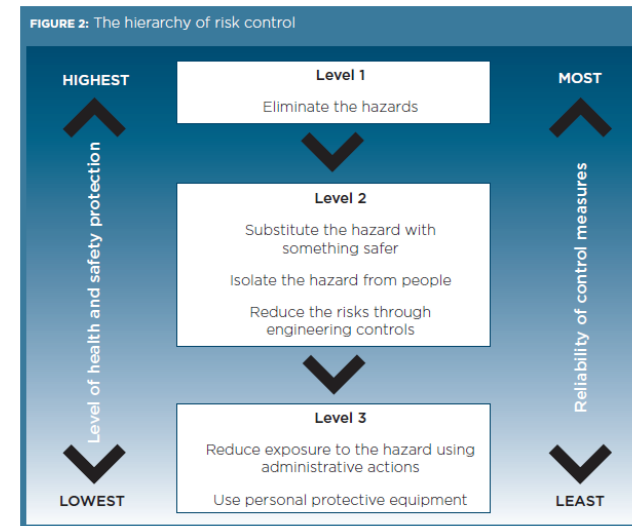 FIGURE 2: The hierarchy of risk control
HIGHEST
Level 1
Eliminate the hazards
MOST
Level of health and safety protection
Level 2
Substitute the hazard with
something safer
Isolate the hazard from people
Reduce the risks through
engineering controls
Reliability of control measures
Level 3
Reduce exposure to the hazard using
administrative actions
Use personal protective equipment
LOWEST
LEAST